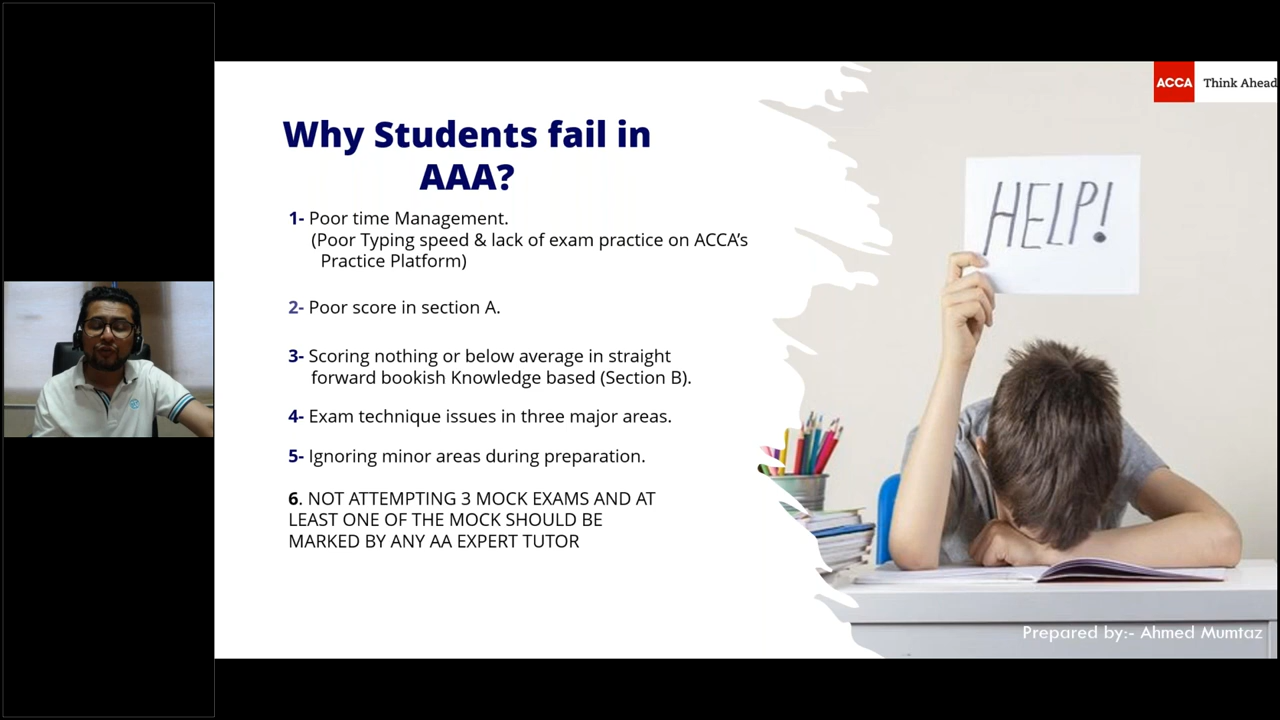 ACCA Think Ahead
Why Students fail in
AAA?
1- Poor time Management.
(Poor Typing speed & lack of exam practice on ACCA’s
Practice Platform)
2- Poor score in section A.
3- Scoring nothing or below average in straight
forward bookish Knowledge based (Section B).
4- Exam technique issues in three major areas.
5- Ignoring minor areas during preparation.
6. NOT ATTEMPTING 3 MOCK EXAMS AND AT
LEAST ONE OF THE MOCK SHOULD BE
MARKED BY ANY AA EXPERT TUTOR
HELP!
Prepared by:- Ahmed Mumtaz